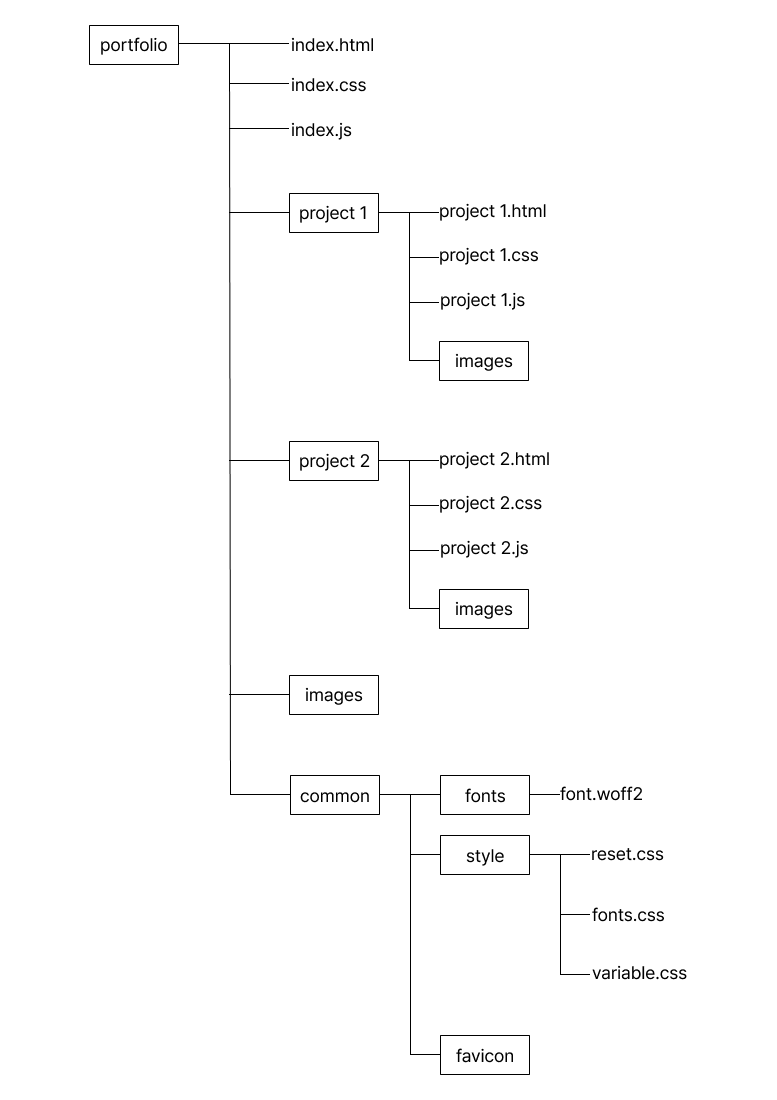 portfolio
index.html
index.css
index.js
project 1
project 1.html
project 1.css
project 1.js
images
project 2
project 2.html
project 2.css
project 2.js
images
images
common
fonts
font.woff2
style
reset.css
fonts.css
variable.css
favicon